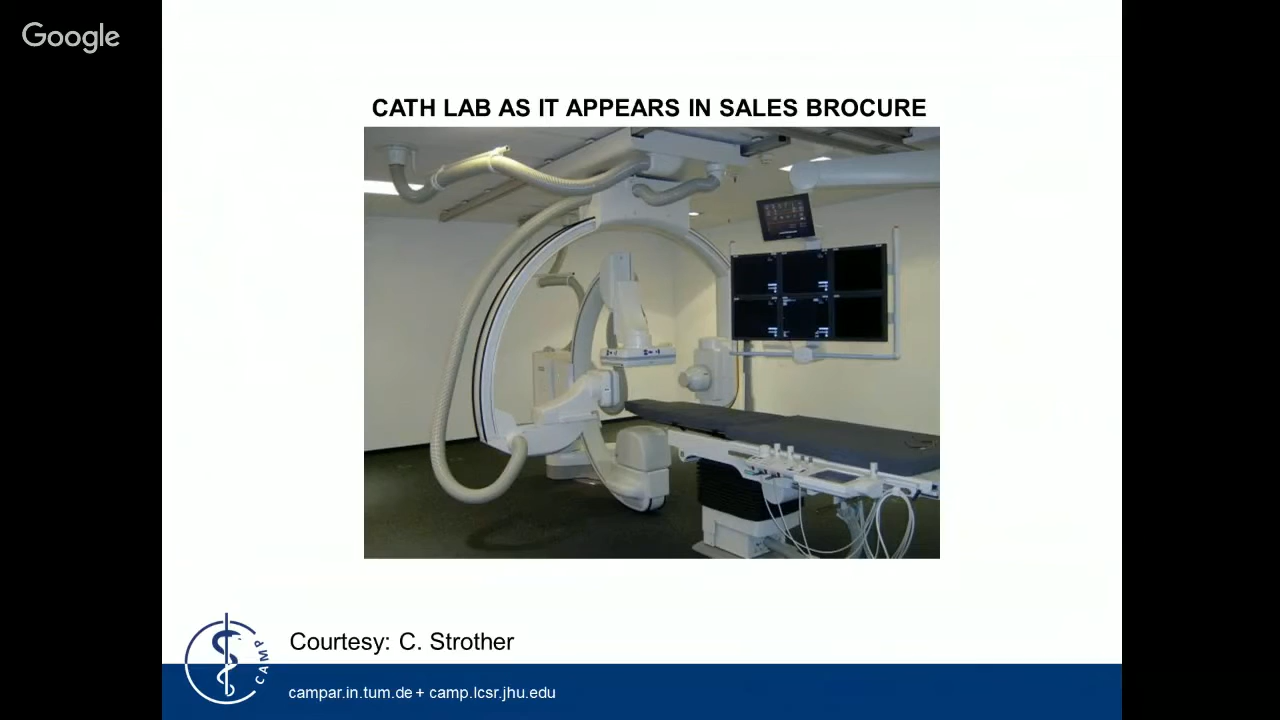 Google
CATH LAB AS IT APPEARS IN SALES BROCURE
Courtesy: C. Strother
CAMP
campar.in.tum.de + camp.lcsr.jhu.edu